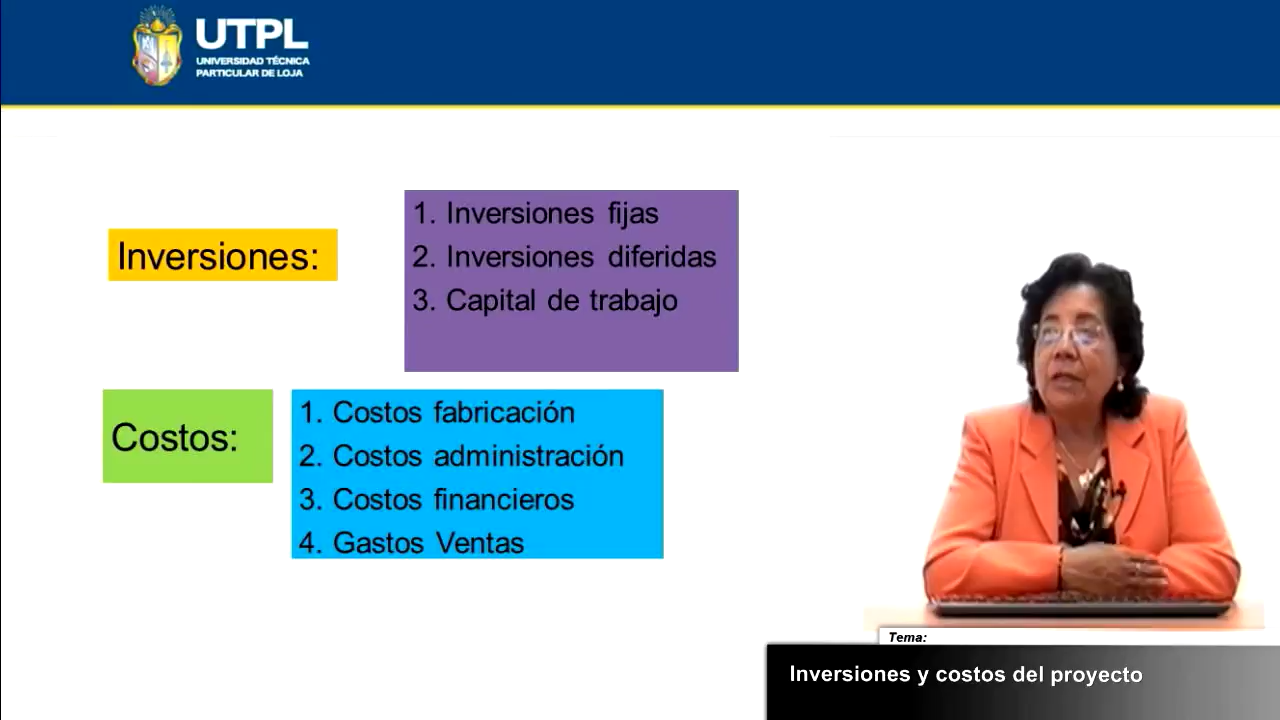 UTPL
UNIVERSIDAD TÉCNICA
PARTICULAR DE LOJA
Inversiones:
1. Inversiones fijas
2. Inversiones diferidas
3. Capital de trabajo
Costos:
1. Costos fabricación
2. Costos administración
3. Costos financieros
4. Gastos Ventas
Tema:
Inversiones y costos del proyecto